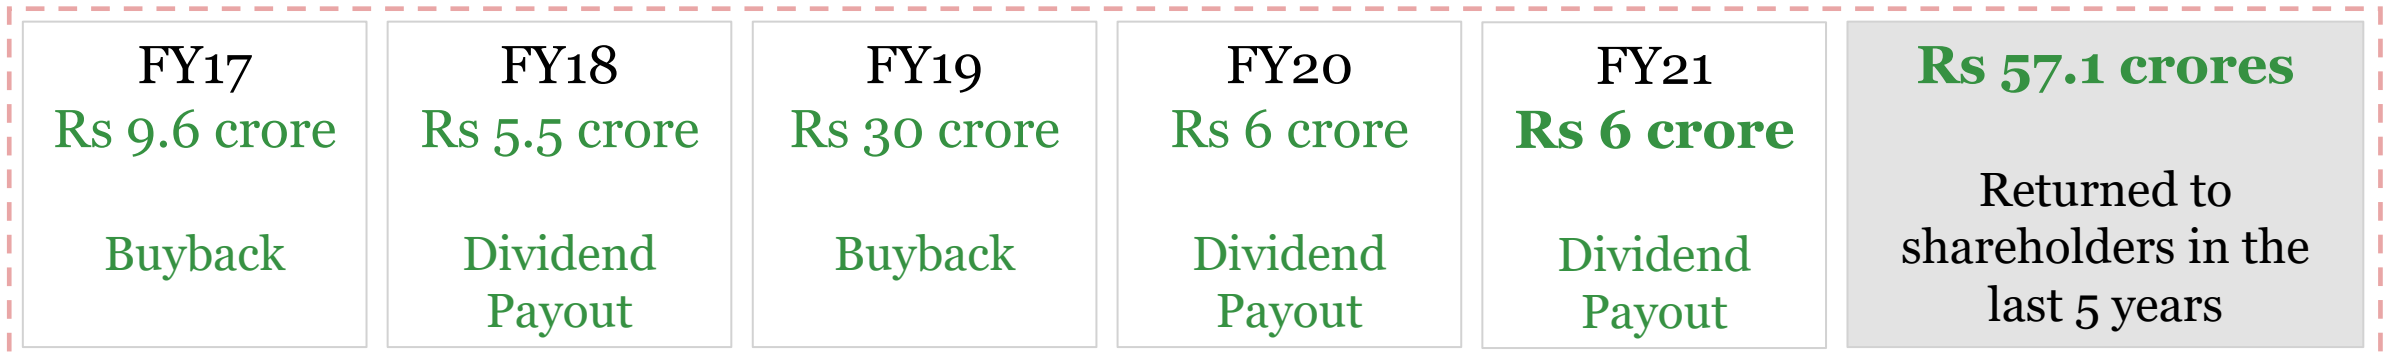 FY17
Rs 9.6 crore
Buyback
FY18
Rs 5.5 crore
Dividend
Payout
FY19
Rs 30 crore
Buyback
FY20
Rs 6 crore
Dividend
Payout
FY21
Rs 6 crore
Dividend
Payout
Rs 57.1 crores
Returned to
shareholders in the
last 5 years